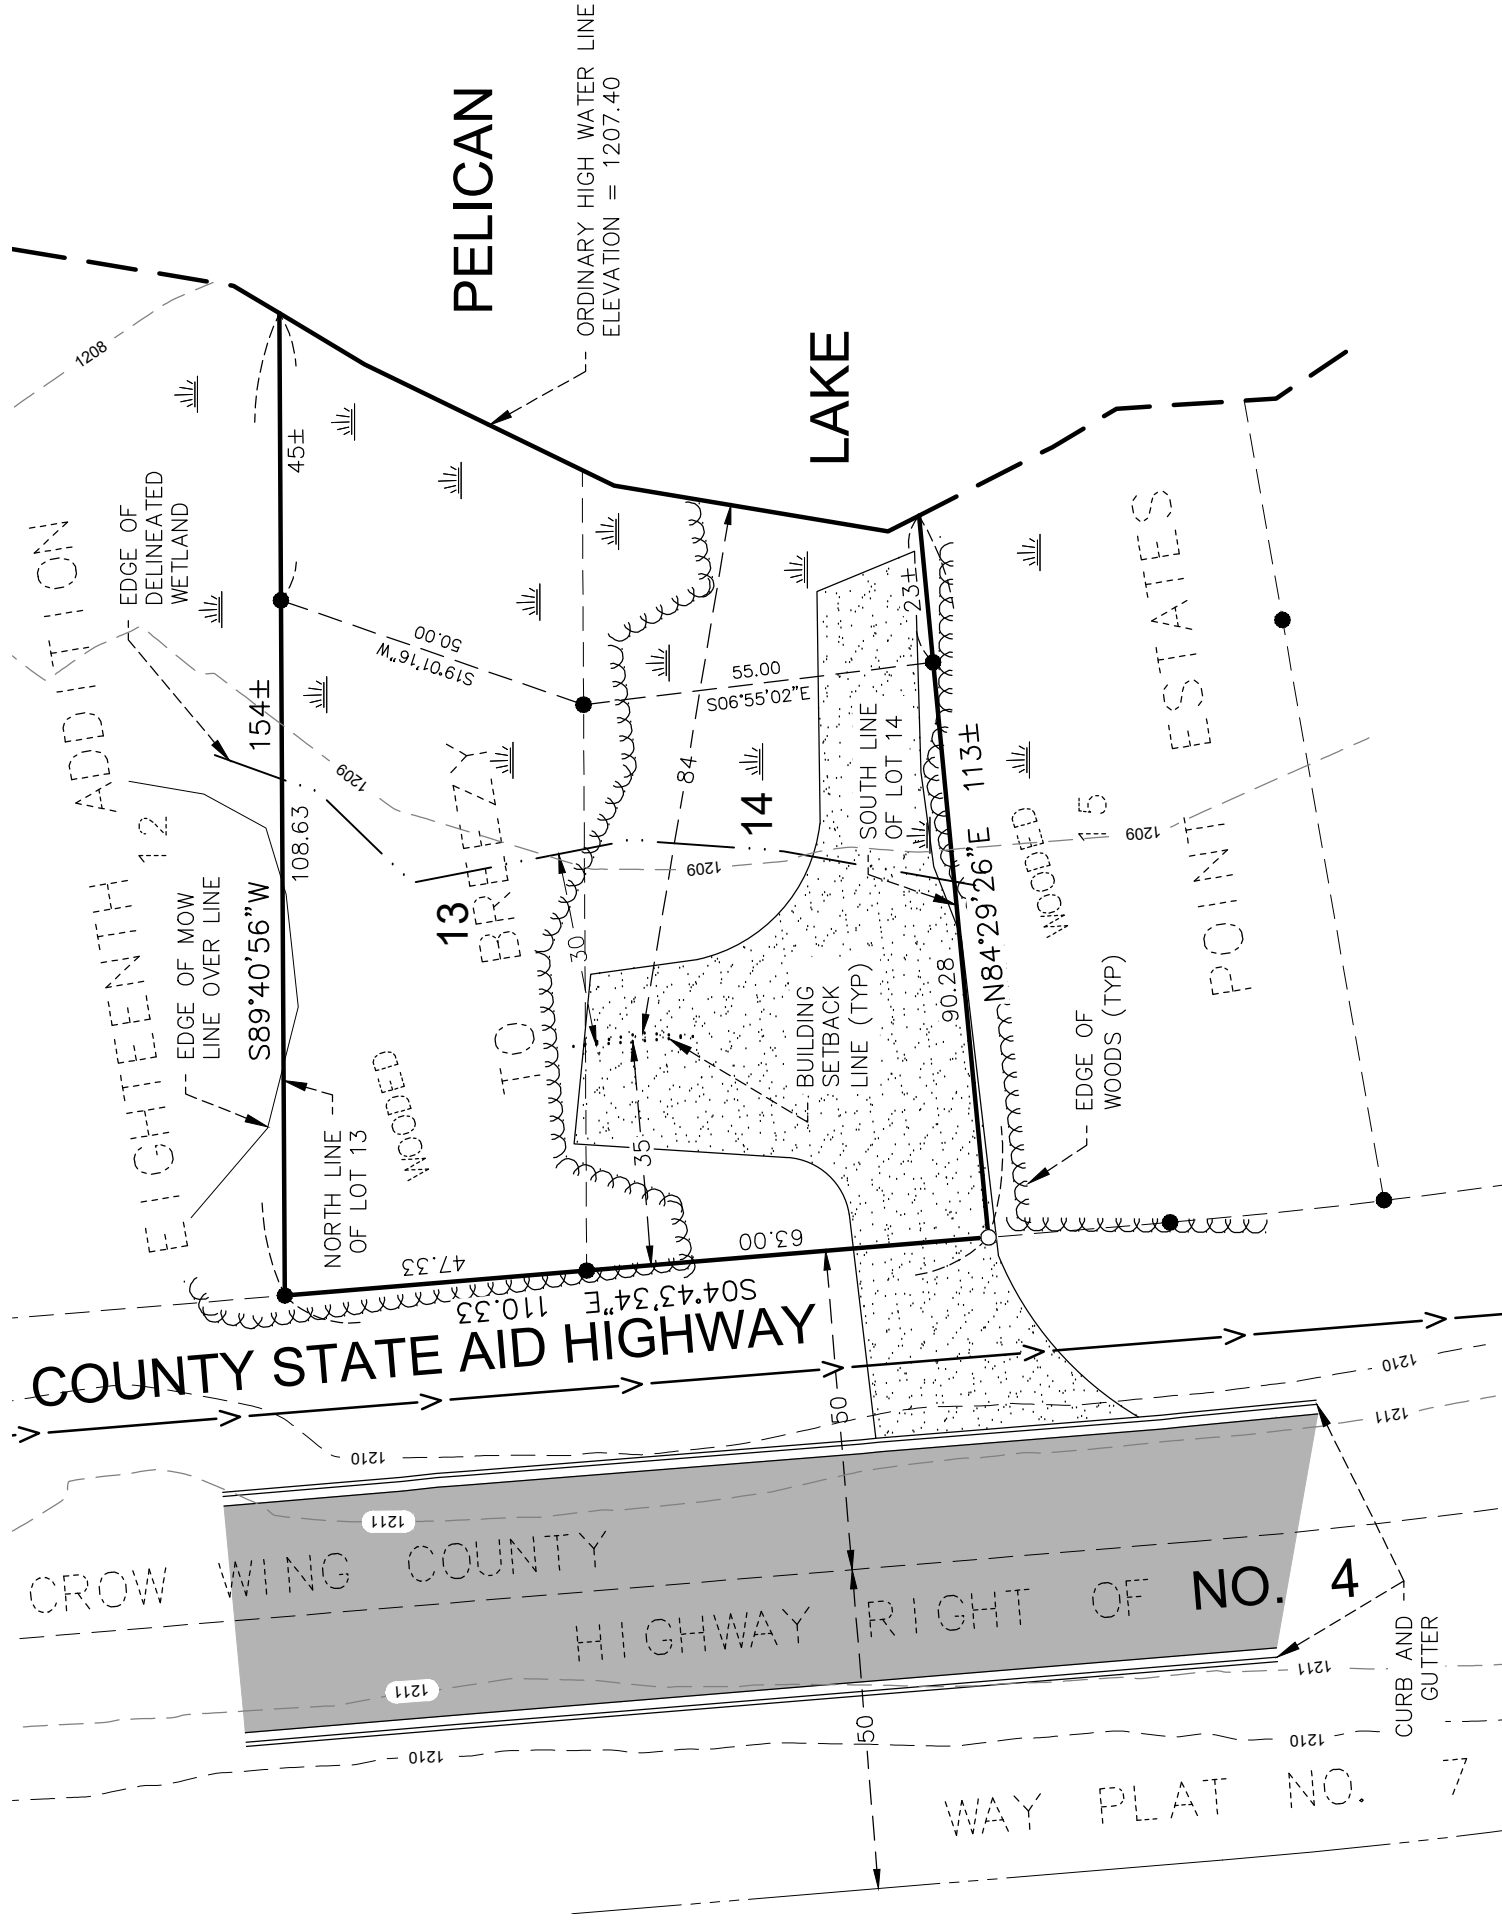 PELICAN
ORDINARY HIGH WATER LINE
ELEVATION = 1207.40
LAKE
1208
EDGE OF
DELINEATED
WETLAND
45±
154±
108.63
S89°40'56"W
EIGHTEENTH ADDITION
12
EDGE OF MOW
LINE OVER LINE
NORTH LINE
OF LOT 13
WOODED
50.00
S19°01'16"W
55.00
S06°55'02"E
23±
1209
84
14
SOUTH LINE
OF LOT 14
113±
N84°29'26"E
90.28
1209
13
TO BREEZY
30
35
BUILDING
SETBACK
LINE (TYP)
WOODED
15
1209
POINT ESTATES
EDGE OF
WOODS (TYP)
47.33
63.00
110.33
S04°43'34"E
COUNTY STATE AID HIGHWAY
NO. 4
50
50
1210
1210
1211
1211
1211
1211
1210
1210
CROW WING COUNTY
HIGHWAY RIGHT OF
WAY PLAT NO. 7
CURB AND
GUTTER